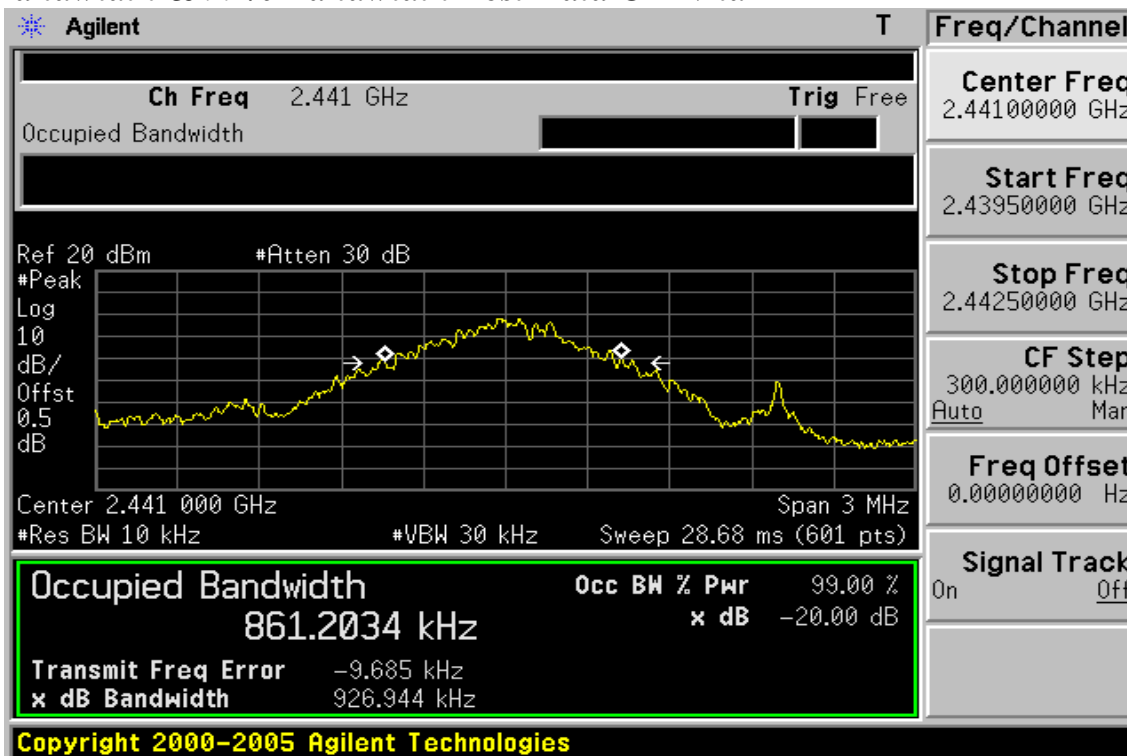 Agilent T Freq/Channel
Ch Freq 2.441 GHz Trig Free
Occupied Bandwidth
Center Freq
2.44100000 GHz
Start Freq
2.43950000 GHz
Stop Freq
2.44250000 GHz
CF Step
300.000000 kHz
Auto Man
Freq Offset
0.00000000 Hz
Signal Track
On Off
Ref 20 dBm #Atten 30 dB
#Peak
Log
10
dB/
Offst
0.5
dB
Center 2.441 000 GHz Span 3 MHz
#Res BW 10 kHz #VBW 30 kHz Sweep 28.68 ms (601 pts)
Occupied Bandwidth Occ BW % Pwr 99.00 %
861.2034 kHz x dB -20.00 dB
Transmit Freq Error -9.685 kHz
x dB Bandwidth 926.944 kHz
Copyright 2000-2005 Agilent Technologies